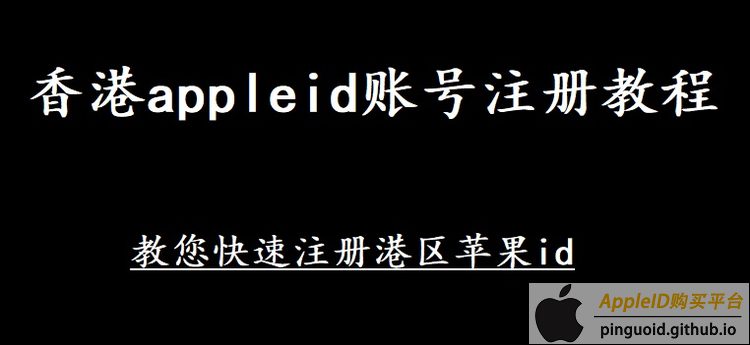 香港appleid账号注册教程
教您快速注册港区苹果id
AppleID购买平台
pinguoid.github.io